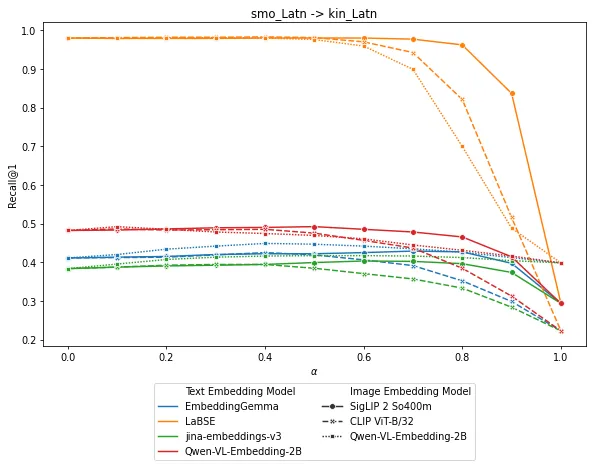 smo_Latn -> kin_Latn
Recall@1
1.0
0.9
0.8
0.7
0.6
0.5
0.4
0.3
0.2
0.0
0.2
0.4
0.6
0.8
1.0
α
Text Embedding Model
EmbeddingGemma
LaBSE
jina-embeddings-v3
Qwen-VL-Embedding-2B
Image Embedding Model
SigLIP 2 So400m
CLIP ViT-B/32
Qwen-VL-Embedding-2B